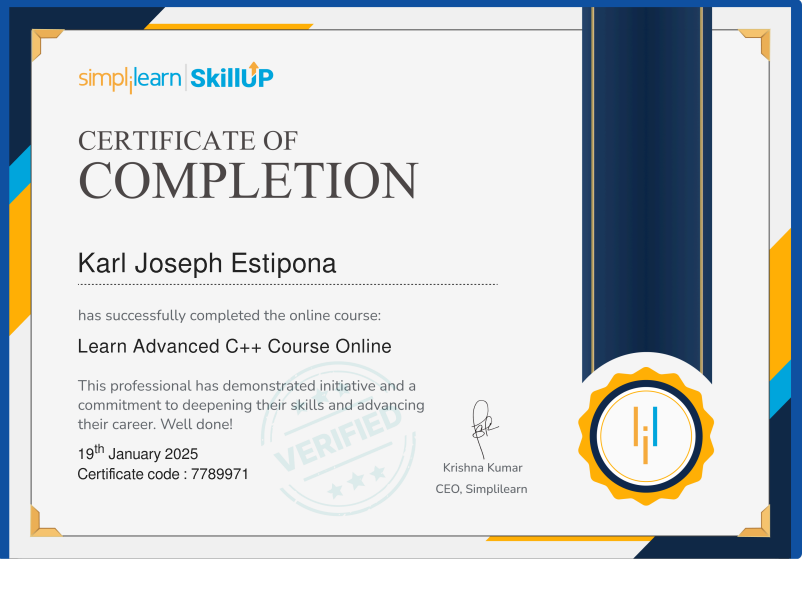 simplilearn SkillUP
CERTIFICATE OF
COMPLETION
Karl Joseph Estipona
has successfully completed the online course:
Learn Advanced C++ Course Online
This professional has demonstrated initiative and a
commitment to deepening their skills and advancing
their career. Well done!
19th January 2025
Certificate code : 7789971
VERIFIED
Krishna Kumar
CEO, Simplilearn